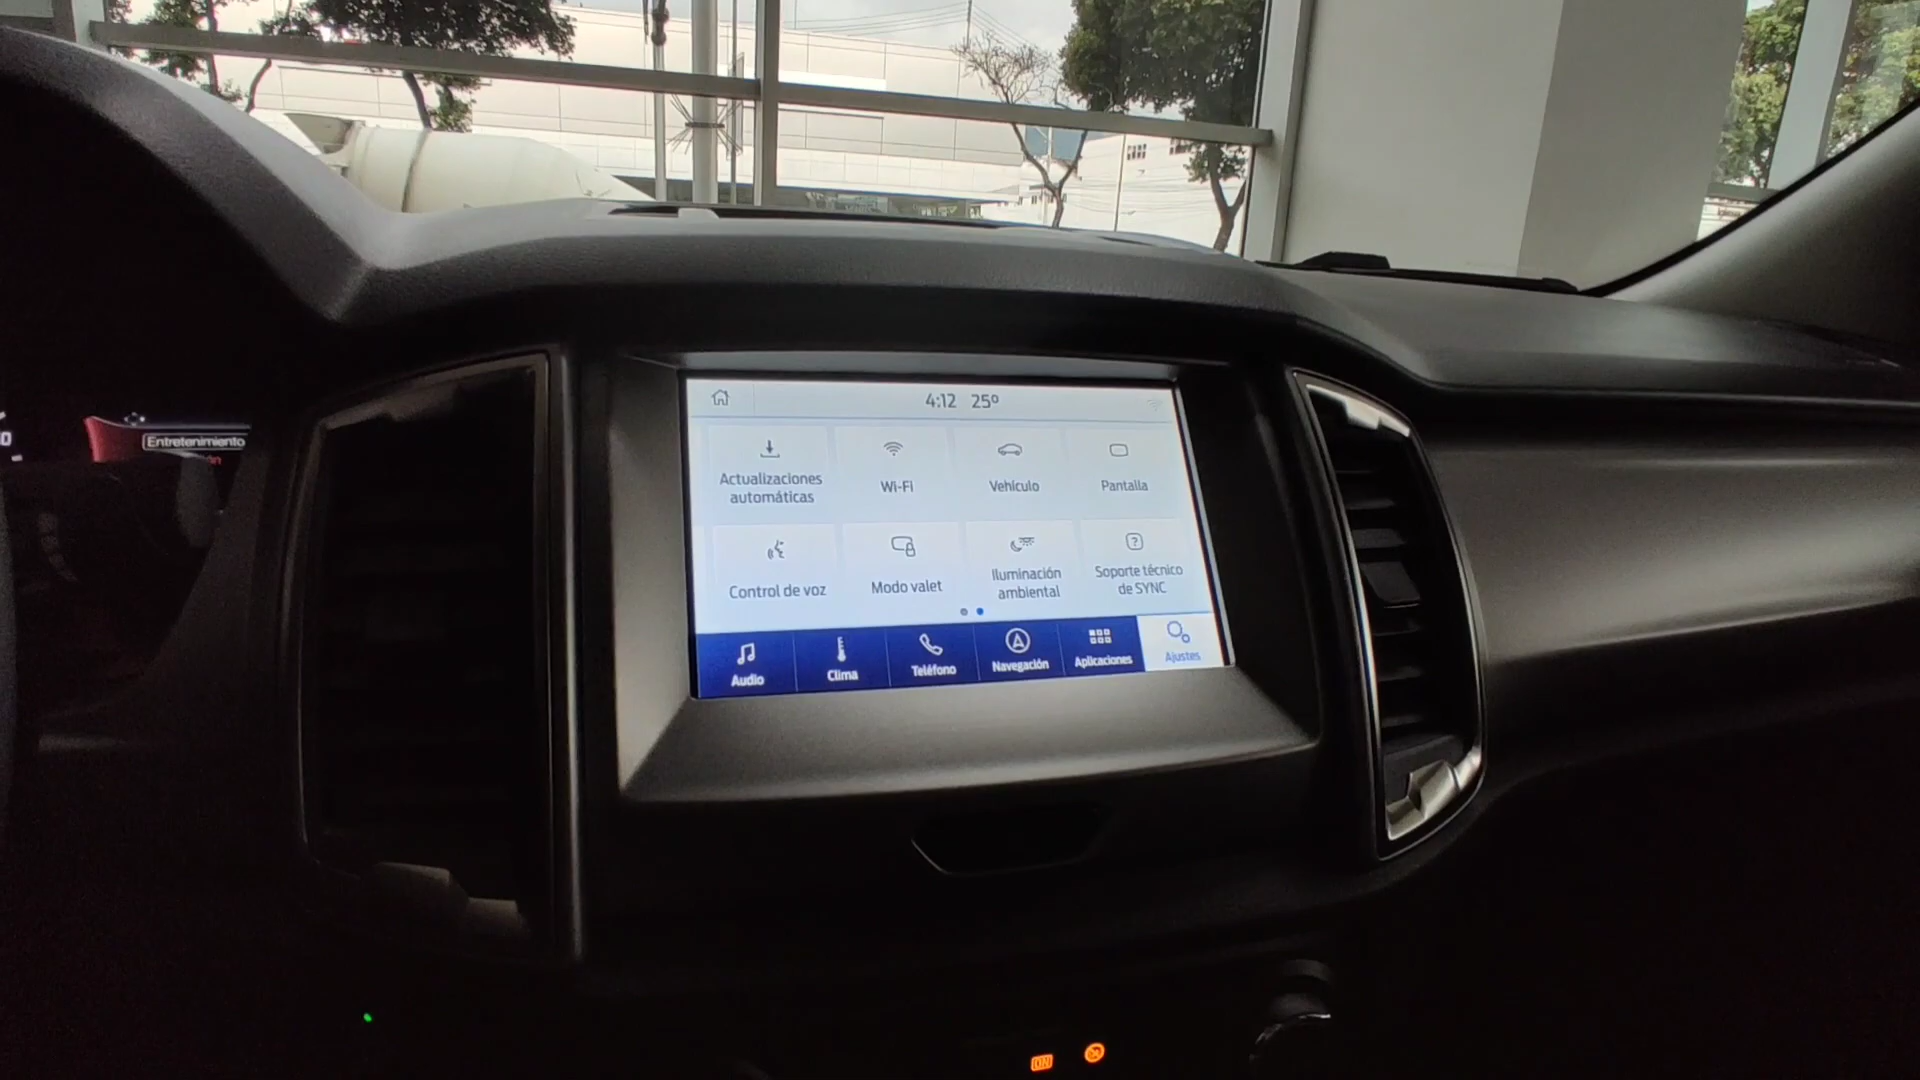 4:12 25°
Entretenimiento
Actualizaciones
automáticas
Wi-Fi
Vehículo
Pantalla
Control de voz
Modo valet
Iluminación
ambiental
Soporte técnico
de SYNC
Audio
Clima
Teléfono
Navegación
Aplicaciones
Ajustes